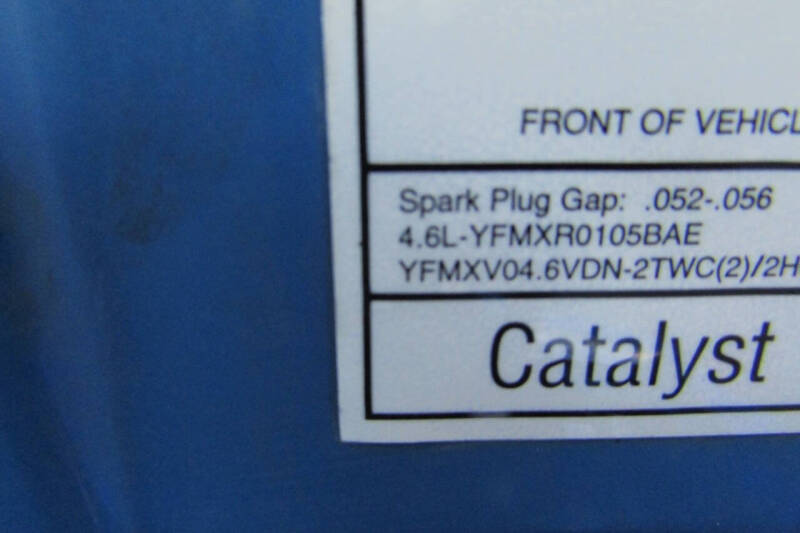 FRONT OF VEHICL
Spark Plug Gap: .052-.056
4.6L-YFMXR0105BAE
YFMXV04.6VDN-2TWC(2)/2H
Catalyst